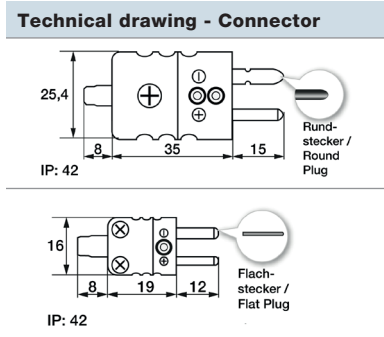 Technical drawing - Connector
25,4
8
35
15
IP: 42
Rund-
stecker /
Round
Plug
16
8
19
12
IP: 42
Flach-
stecker /
Flat Plug